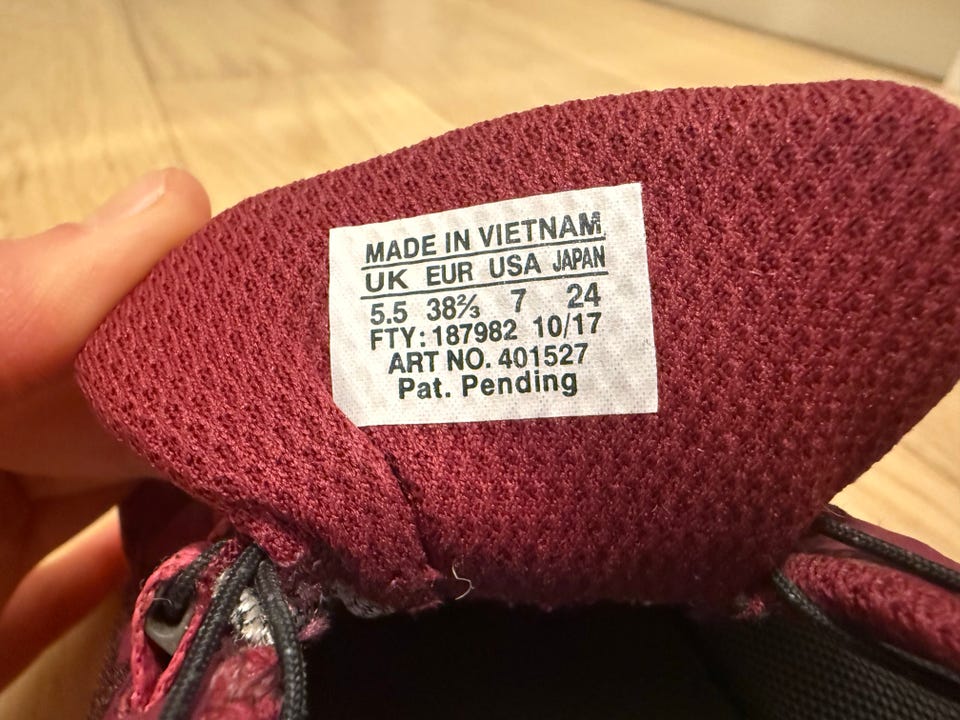 MADE IN VIETNAM
UK EUR USA JAPAN
5.5 38⅔ 7 24
FTY: 187982 10/17
ART NO. 401527
Pat. Pending